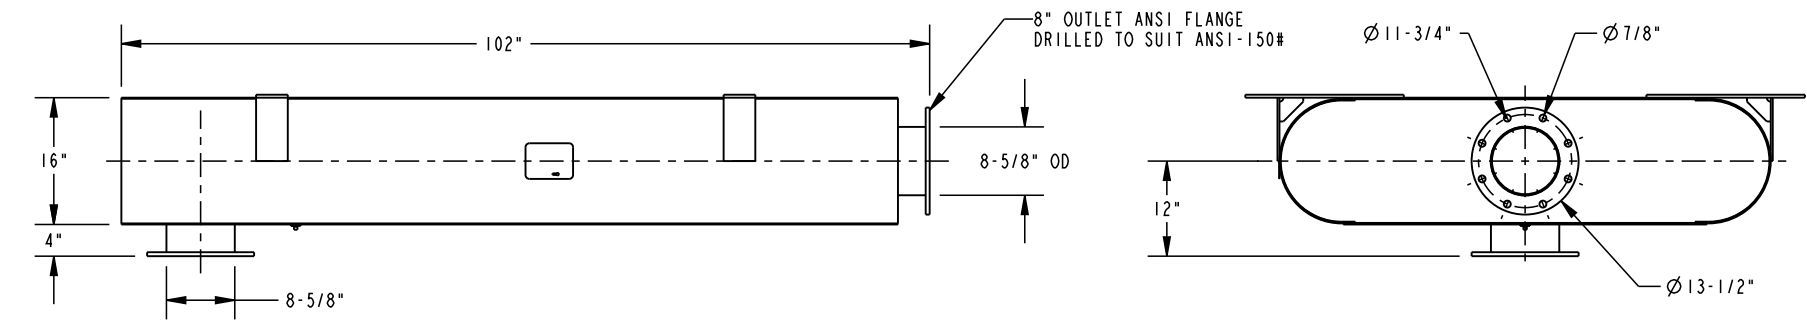 8" OUTLET ANSI FLANGE
DRILLED TO SUIT ANSI-150#
102"
Ø11-3/4"
Ø7/8"
16"
8-5/8" OD
12"
4"
8-5/8"
Ø13-1/2"